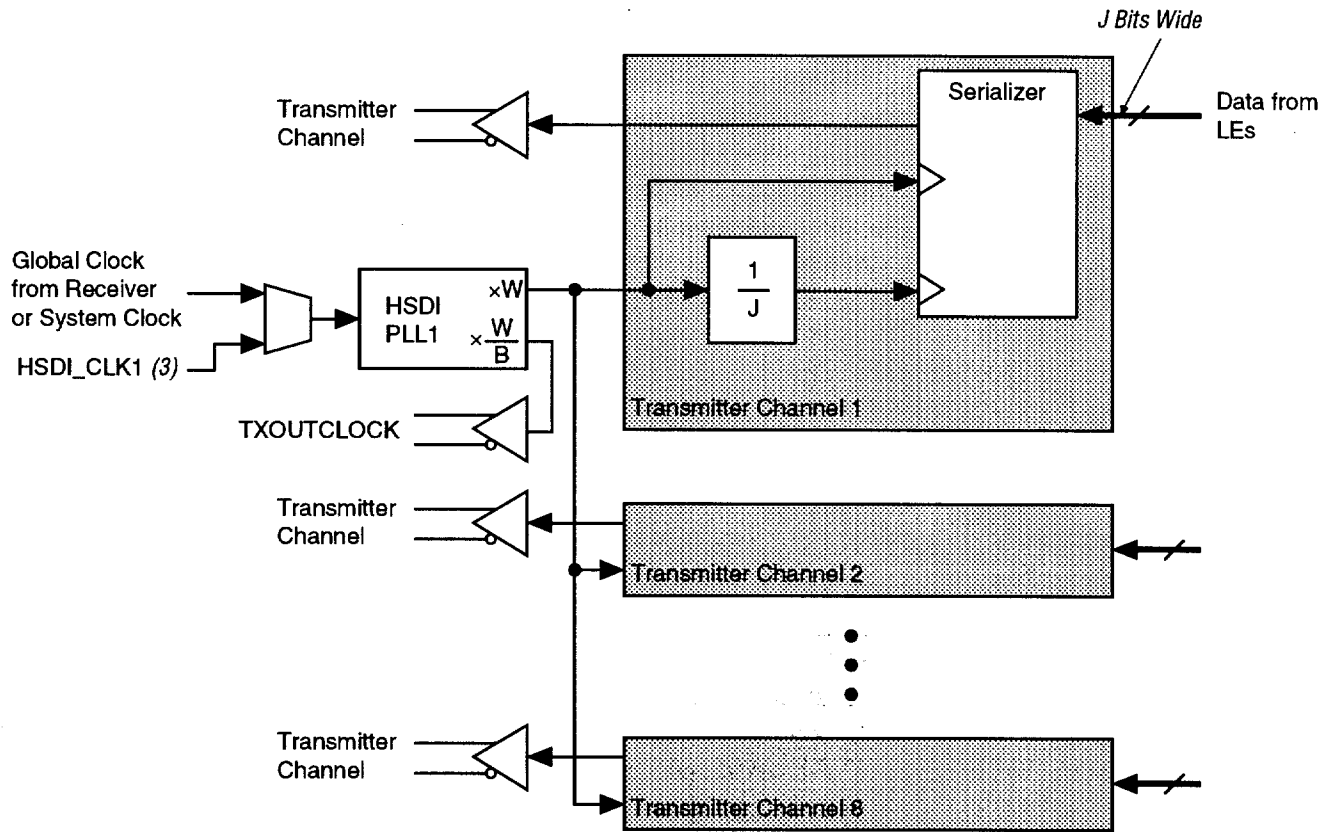 J Bits Wide
Serializer
Transmitter
Channel
Data from
LEs
Global Clock
from Receiver
or System Clock
HSDI_CLK1 (3)
HSDI
PLL1
×W
×W/B
1/J
Transmitter Channel 1
TXOUTCLOCK
Transmitter
Channel
Transmitter Channel 2
Transmitter
Channel
Transmitter Channel 8